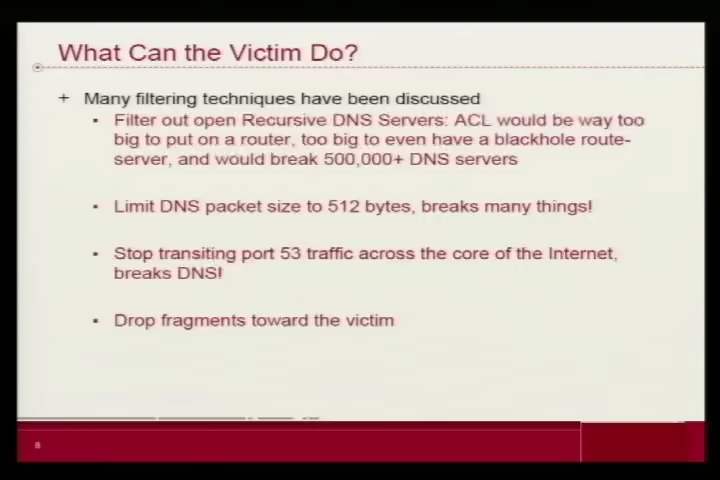 What Can the Victim Do?
+ Many filtering techniques have been discussed
▪ Filter out open Recursive DNS Servers: ACL would be way too
big to put on a router, too big to even have a blackhole route-
server, and would break 500,000+ DNS servers
▪ Limit DNS packet size to 512 bytes, breaks many things!
▪ Stop transiting port 53 traffic across the core of the Internet,
breaks DNS!
▪ Drop fragments toward the victim